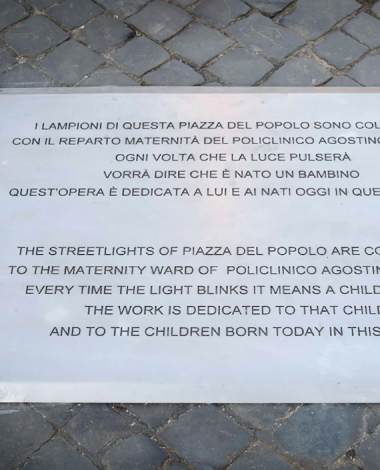 I LAMPIONI DI QUESTA PIAZZA DEL POPOLO SONO
CON IL REPARTO MATERNITÀ DEL POLICLINICO
OGNI VOLTA CHE LA LUCE PULSERÀ
VORRÀ DIRE CHE È NATO UN BAMBINO
QUEST'OPERA È DEDICATA A LUI E AI NATI OGGI IN
THE STREETLIGHTS OF PIAZZA DEL POPOLO ARE
TO THE MATERNITY WARD OF POLICLINICO
EVERY TIME THE LIGHT BLINKS IT MEANS A CHILD
THE WORK IS DEDICATED TO THAT CHILD
AND TO THE CHILDREN BORN TODAY IN THIS